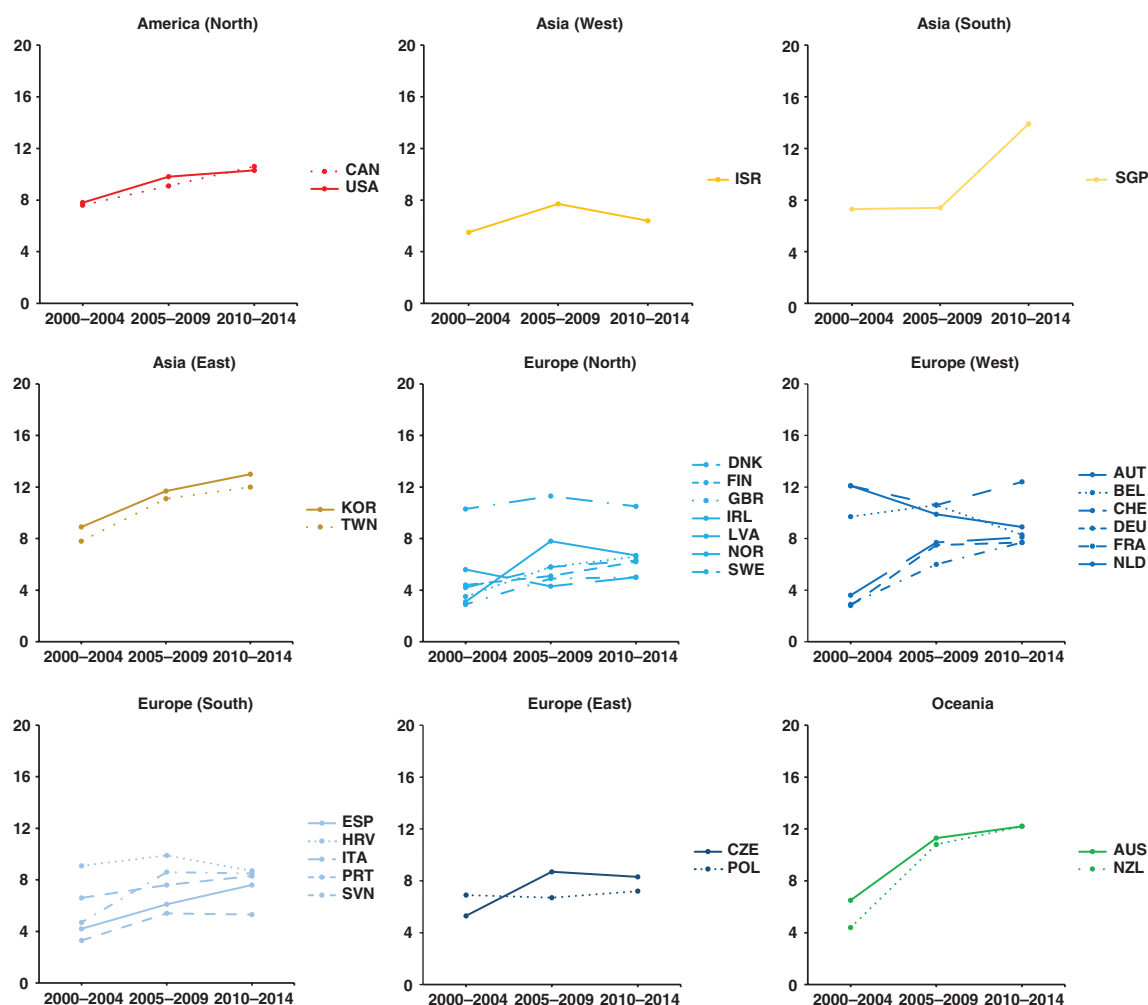 America (North)
20
16
12
8
4
0
2000–2004 2005–2009 2010–2014
CAN
USA
Asia (West)
20
16
12
8
4
0
2000–2004 2005–2009 2010–2014
ISR
Asia (South)
20
16
12
8
4
0
2000–2004 2005–2009 2010–2014
SGP
Asia (East)
20
16
12
8
4
0
2000–2004 2005–2009 2010–2014
KOR
TWN
Europe (North)
20
16
12
8
4
0
2000–2004 2005–2009 2010–2014
DNK
FIN
GBR
IRL
LVA
NOR
SWE
Europe (West)
20
16
12
8
4
0
2000–2004 2005–2009 2010–2014
AUT
BEL
CHE
DEU
FRA
NLD
Europe (South)
20
16
12
8
4
0
2000–2004 2005–2009 2010–2014
ESP
HRV
ITA
PRT
SVN
Europe (East)
20
16
12
8
4
0
2000–2004 2005–2009 2010–2014
CZE
POL
Oceania
20
16
12
8
4
0
2000–2004 2005–2009 2010–2014
AUS
NZL